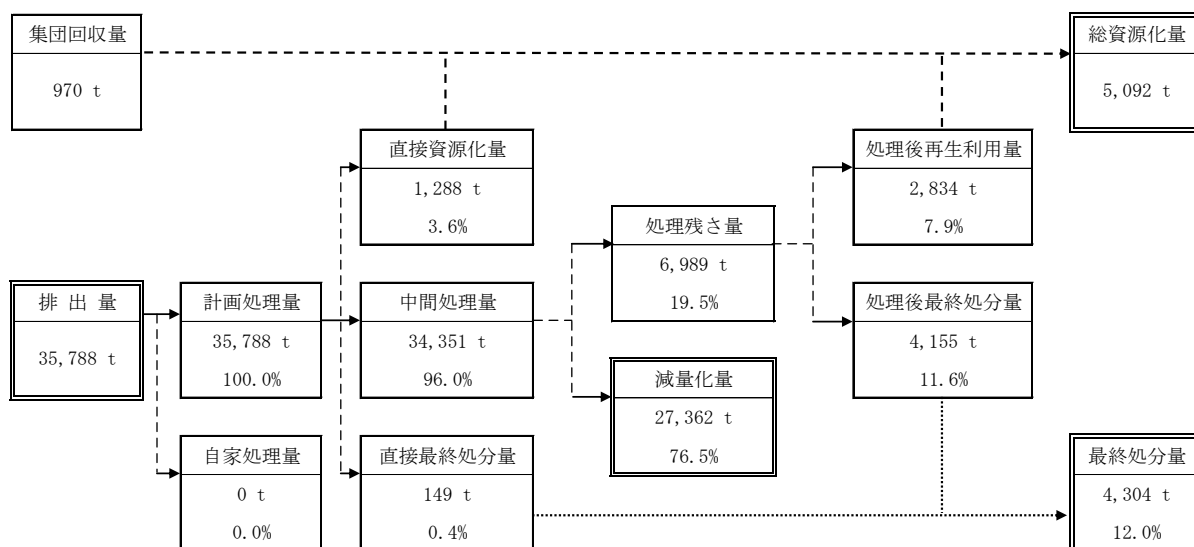 集団回収量
970 t
総資源化量
5,092 t
直接資源化量
1,288 t
3.6%
処理後再生利用量
2,834 t
7.9%
処理残さ量
6,989 t
19.5%
排 出 量
35,788 t
計画処理量
35,788 t
100.0%
中間処理量
34,351 t
96.0%
処理後最終処分量
4,155 t
11.6%
減量化量
27,362 t
76.5%
自家処理量
0 t
0.0%
直接最終処分量
149 t
0.4%
最終処分量
4,304 t
12.0%